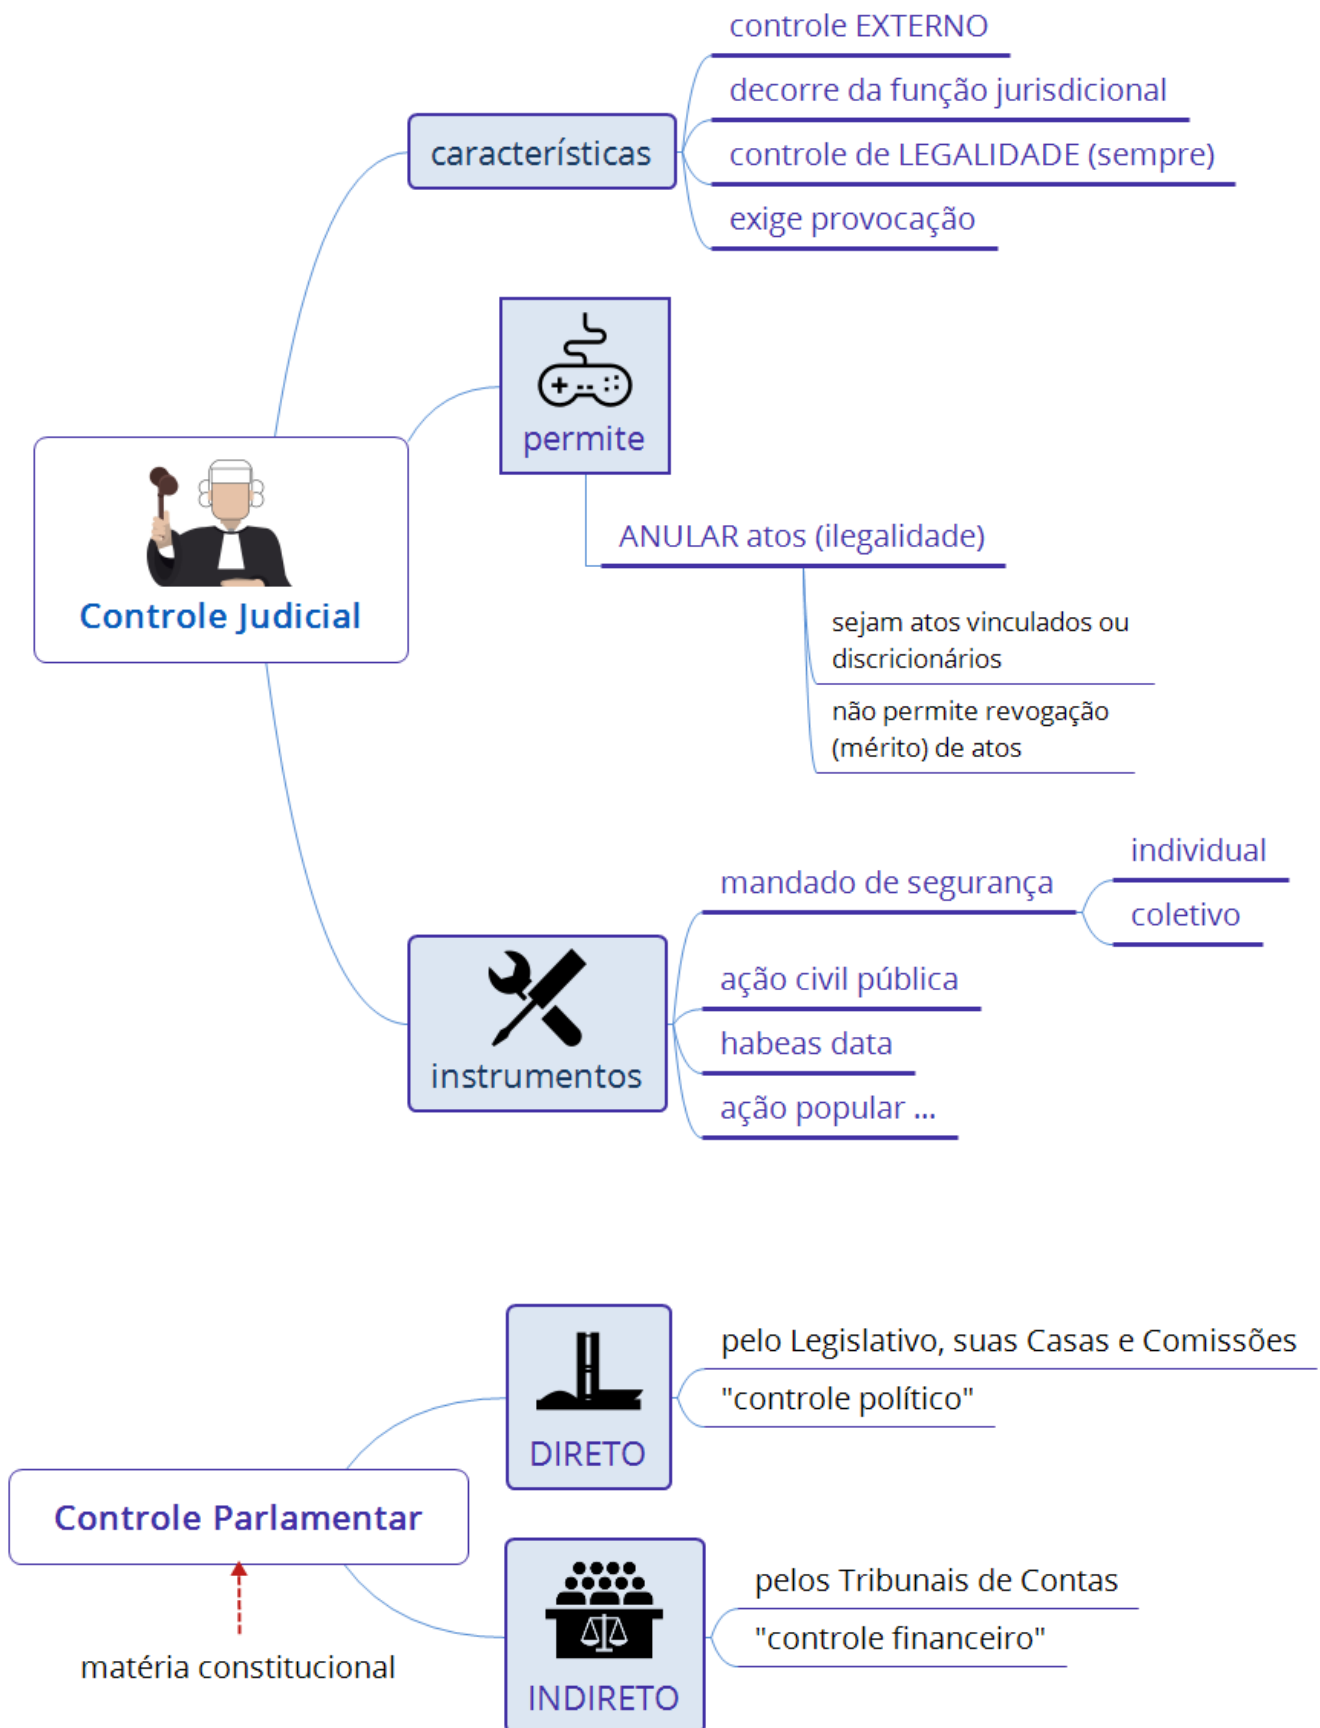 controle EXTERNO
decorre da função jurisdicional
características
controle de LEGALIDADE (sempre)
exige provocação
permite
ANULAR atos (ilegalidade)
Controle Judicial
sejam atos vinculados ou
discricionários
não permite revogação
(mérito) de atos
individual
mandado de segurança
coletivo
ação civil pública
habeas data
instrumentos
ação popular ...
pelo Legislativo, suas Casas e Comissões
"controle político"
DIRETO
Controle Parlamentar
pelos Tribunais de Contas
"controle financeiro"
matéria constitucional
INDIRETO